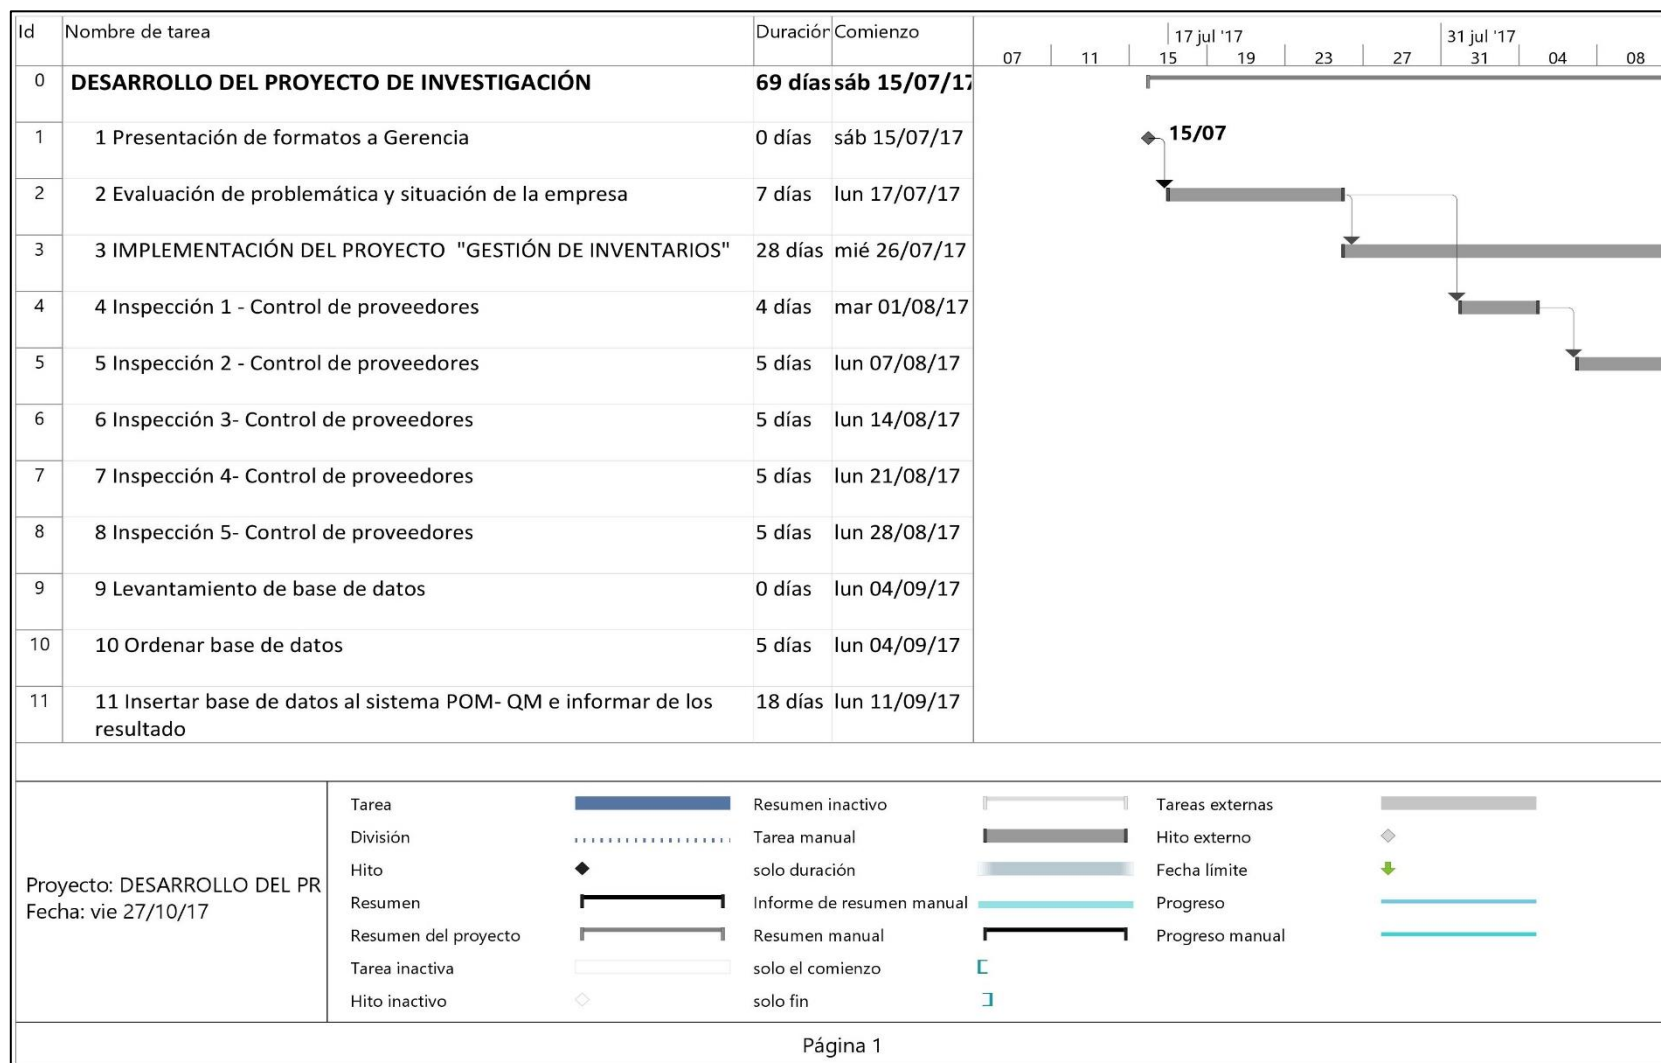 Id Nombre de tarea Duración Comienzo
17 jul '17 31 jul '17
07 11 15 19 23 27 31 04 08
0 DESARROLLO DEL PROYECTO DE INVESTIGACIÓN 69 días sáb 15/07/17
1 1 Presentación de formatos a Gerencia 0 días sáb 15/07/17 15/07
2 2 Evaluación de problemática y situación de la empresa 7 días lun 17/07/17
3 3 IMPLEMENTACIÓN DEL PROYECTO "GESTIÓN DE INVENTARIOS" 28 días mié 26/07/17
4 4 Inspección 1 - Control de proveedores 4 días mar 01/08/17
5 5 Inspección 2 - Control de proveedores 5 días lun 07/08/17
6 6 Inspección 3- Control de proveedores 5 días lun 14/08/17
7 7 Inspección 4- Control de proveedores 5 días lun 21/08/17
8 8 Inspección 5- Control de proveedores 5 días lun 28/08/17
9 9 Levantamiento de base de datos 0 días lun 04/09/17
10 10 Ordenar base de datos 5 días lun 04/09/17
11 11 Insertar base de datos al sistema POM- QM e informar de los 18 días lun 11/09/17
resultado
Proyecto: DESARROLLO DEL PR
Fecha: vie 27/10/17
Tarea Resumen inactivo Tareas externas
División Tarea manual Hito externo
Hito solo duración Fecha límite
Resumen Informe de resumen manual Progreso
Resumen del proyecto Resumen manual Progreso manual
Tarea inactiva solo el comienzo
Hito inactivo solo fin
Página 1